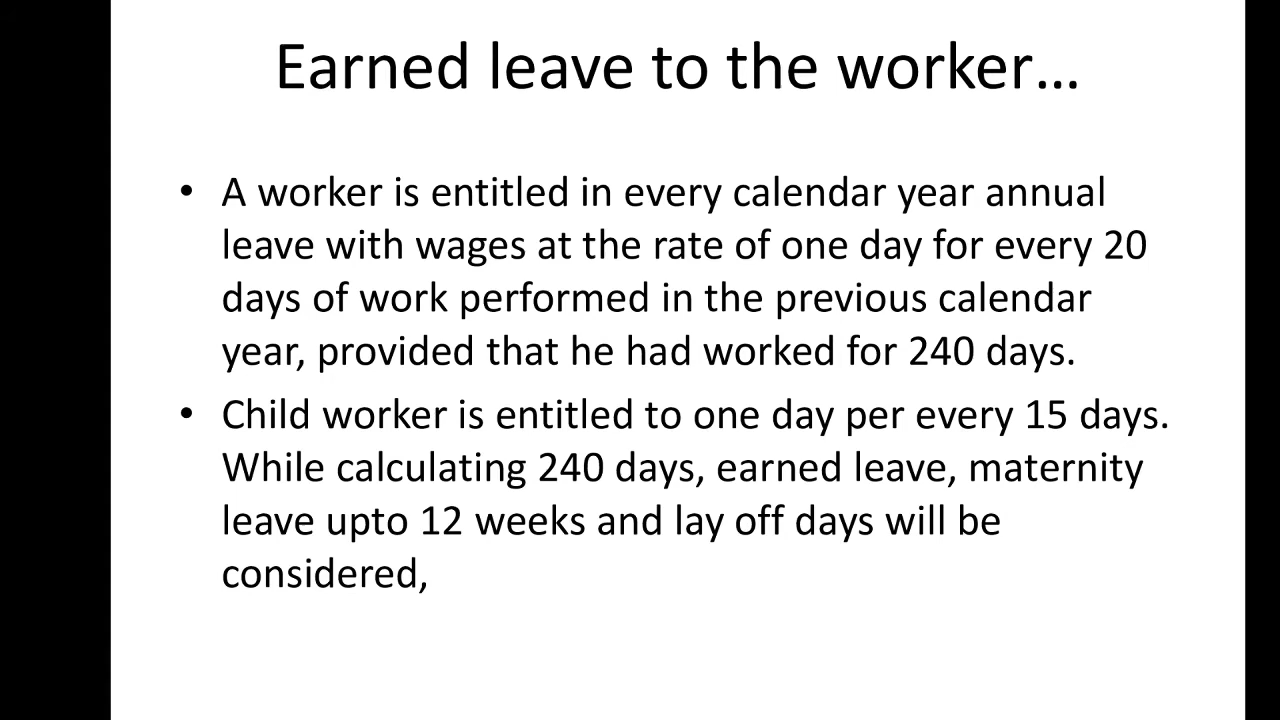 Earned leave to the worker…
• A worker is entitled in every calendar year annual
leave with wages at the rate of one day for every 20
days of work performed in the previous calendar
year, provided that he had worked for 240 days.
• Child worker is entitled to one day per every 15 days.
While calculating 240 days, earned leave, maternity
leave upto 12 weeks and lay off days will be
considered,